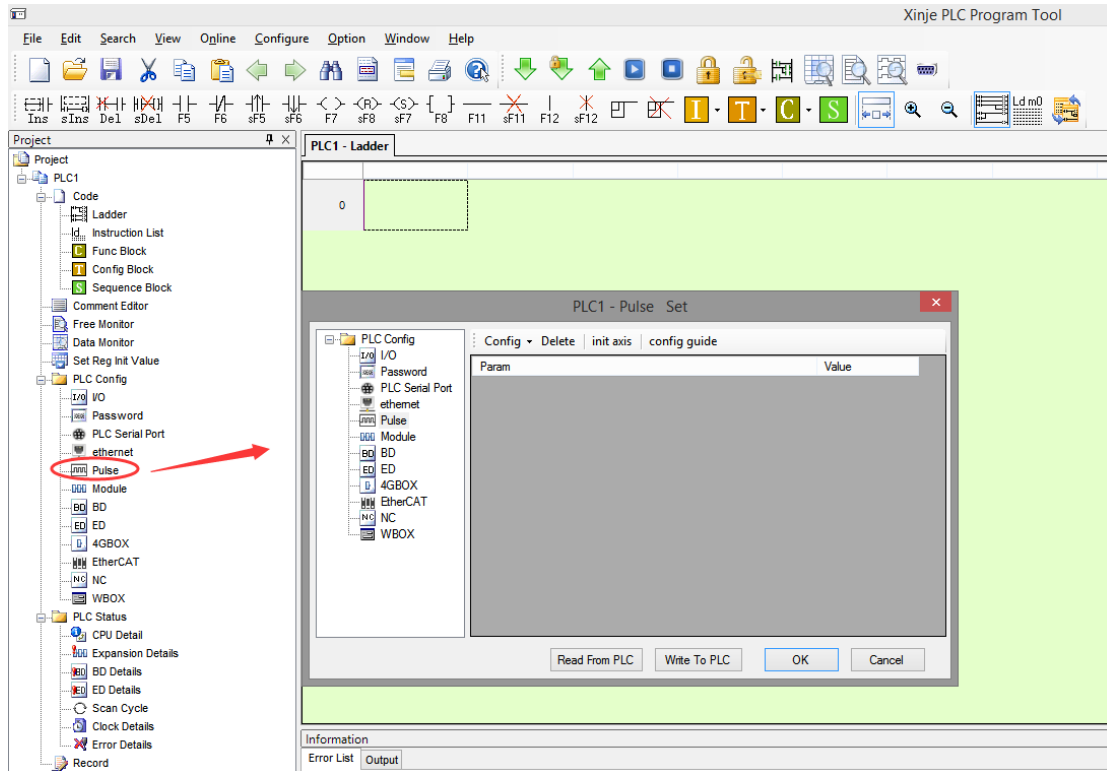 Xinje PLC Program Tool
File Edit Search View Online Configure Option Window Help
Ins sIns Del sDel F5 F6 sF5 sF6 F7 sF8 sF7 F8 F11 sF11 F12 sF12 I T C S Ld m0
Project
Project
PLC1
Code
Ladder
Instruction List
Func Block
Config Block
Sequence Block
Comment Editor
Free Monitor
Data Monitor
Set Reg Init Value
PLC Config
I/O
Password
PLC Serial Port
ethernet
Pulse
Module
BD BD
ED ED
4GBOX
EtherCAT
NC NC
WBOX
PLC Status
CPU Detail
Expansion Details
BD Details
ED Details
Scan Cycle
Clock Details
Error Details
Record
PLC1 - Ladder
0
PLC1 - Pulse Set
PLC Config
I/O I/O
Password
PLC Serial Port
ethernet
Pulse
Module
BD BD
ED ED
4GBOX
EtherCAT
NC NC
WBOX
Config Delete init axis config guide
Param Value
Read From PLC Write To PLC OK Cancel
Information
Error List Output